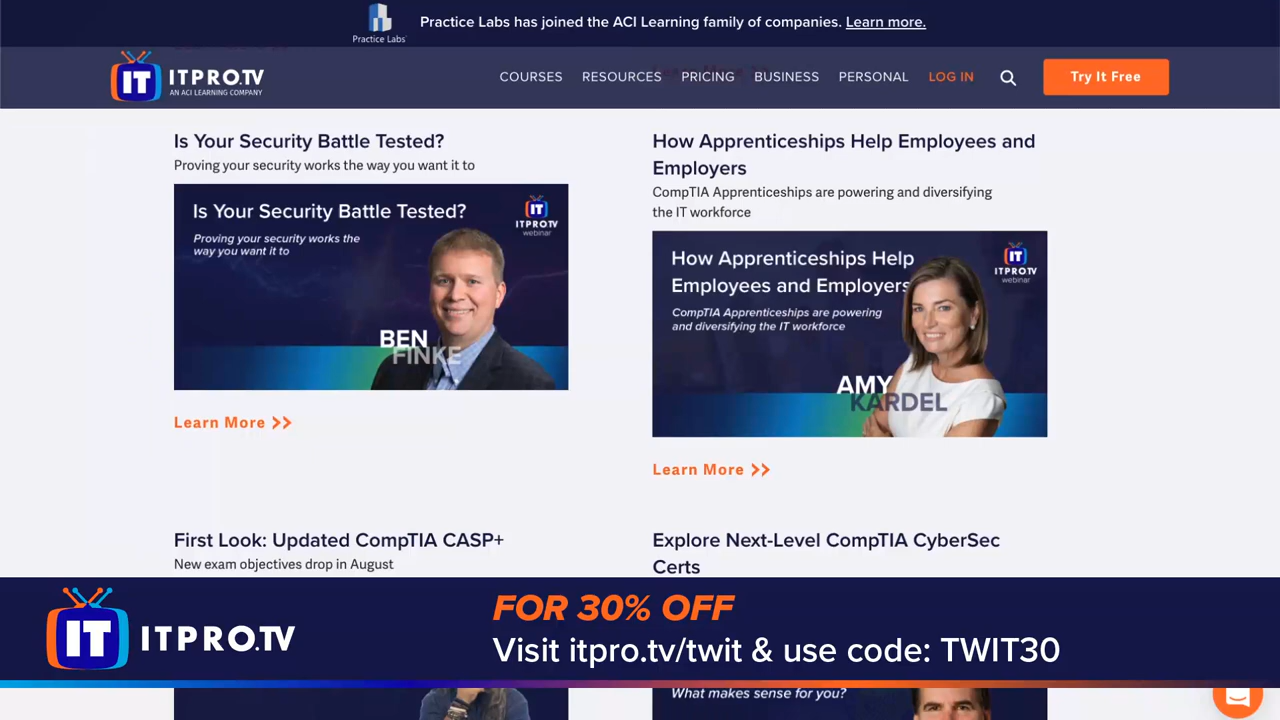 Practice Labs
Practice Labs has joined the ACI Learning family of companies. Learn more.
IT ITPRO.TV
AN ACI LEARNING COMPANY
COURSES RESOURCES PRICING BUSINESS PERSONAL LOG IN Try It Free
Is Your Security Battle Tested?
Proving your security works the way you want it to
Is Your Security Battle Tested?
Proving your security works the
way you want it to
IT
ITPROTV
webinar
BEN
FINKE
Learn More >>
How Apprenticeships Help Employees and
Employers
CompTIA Apprenticeships are powering and diversifying
the IT workforce
How Apprenticeships Help
Employees and Employers
CompTIA Apprenticeships are powering
and diversifying the IT workforce
IT
ITPROTV
webinar
AMY
KARDEL
Learn More >>
First Look: Updated CompTIA CASP+
New exam objectives drop in August
Explore Next-Level CompTIA CyberSec
Certs
IT ITPRO.TV
FOR 30% OFF
Visit itpro.tv/twit & use code: TWIT30
What makes sense for you?